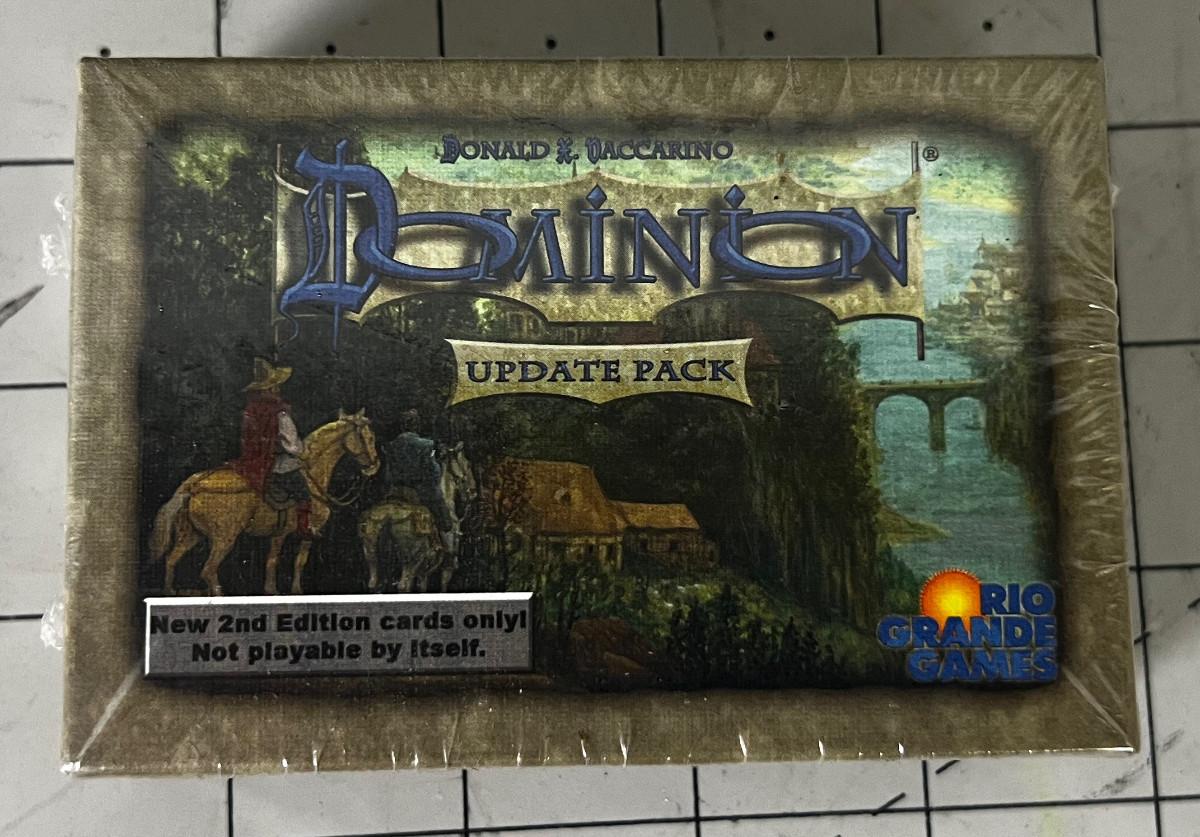 DONALD X. VACCARINO
DOMINION®
UPDATE PACK
New 2nd Edition cards only!
Not playable by itself.
RIO
GRANDE
GAMES